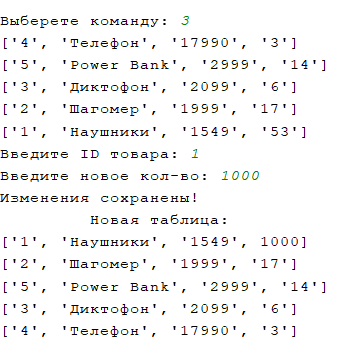 Выберете команду: 3
['4', 'Телефон', '17990', '3']
['5', 'Power Bank', '2999', '14']
['3', 'Диктофон', '2099', '6']
['2', 'Шагомер', '1999', '17']
['1', 'Наушники', '1549', '53']
Введите ID товара: 1
Введите новое кол-во: 1000
Изменения сохранены!
Новая таблица:
['1', 'Наушники', '1549', 1000]
['2', 'Шагомер', '1999', '17']
['5', 'Power Bank', '2999', '14']
['3', 'Диктофон', '2099', '6']
['4', 'Телефон', '17990', '3']